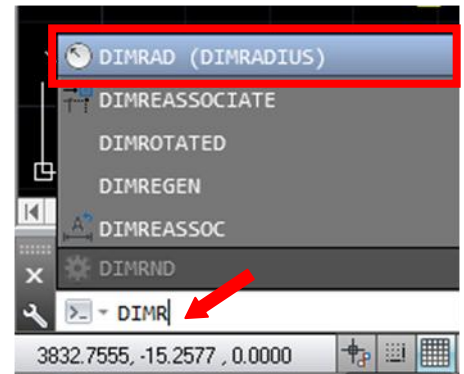 DIMRAD (DIMRADIUS)
DIMREASSOCIATE
DIMROTATED
DIMREGEN
DIMREASSOC
DIMRND
DIMR
3832.7555, -15.2577 , 0.0000